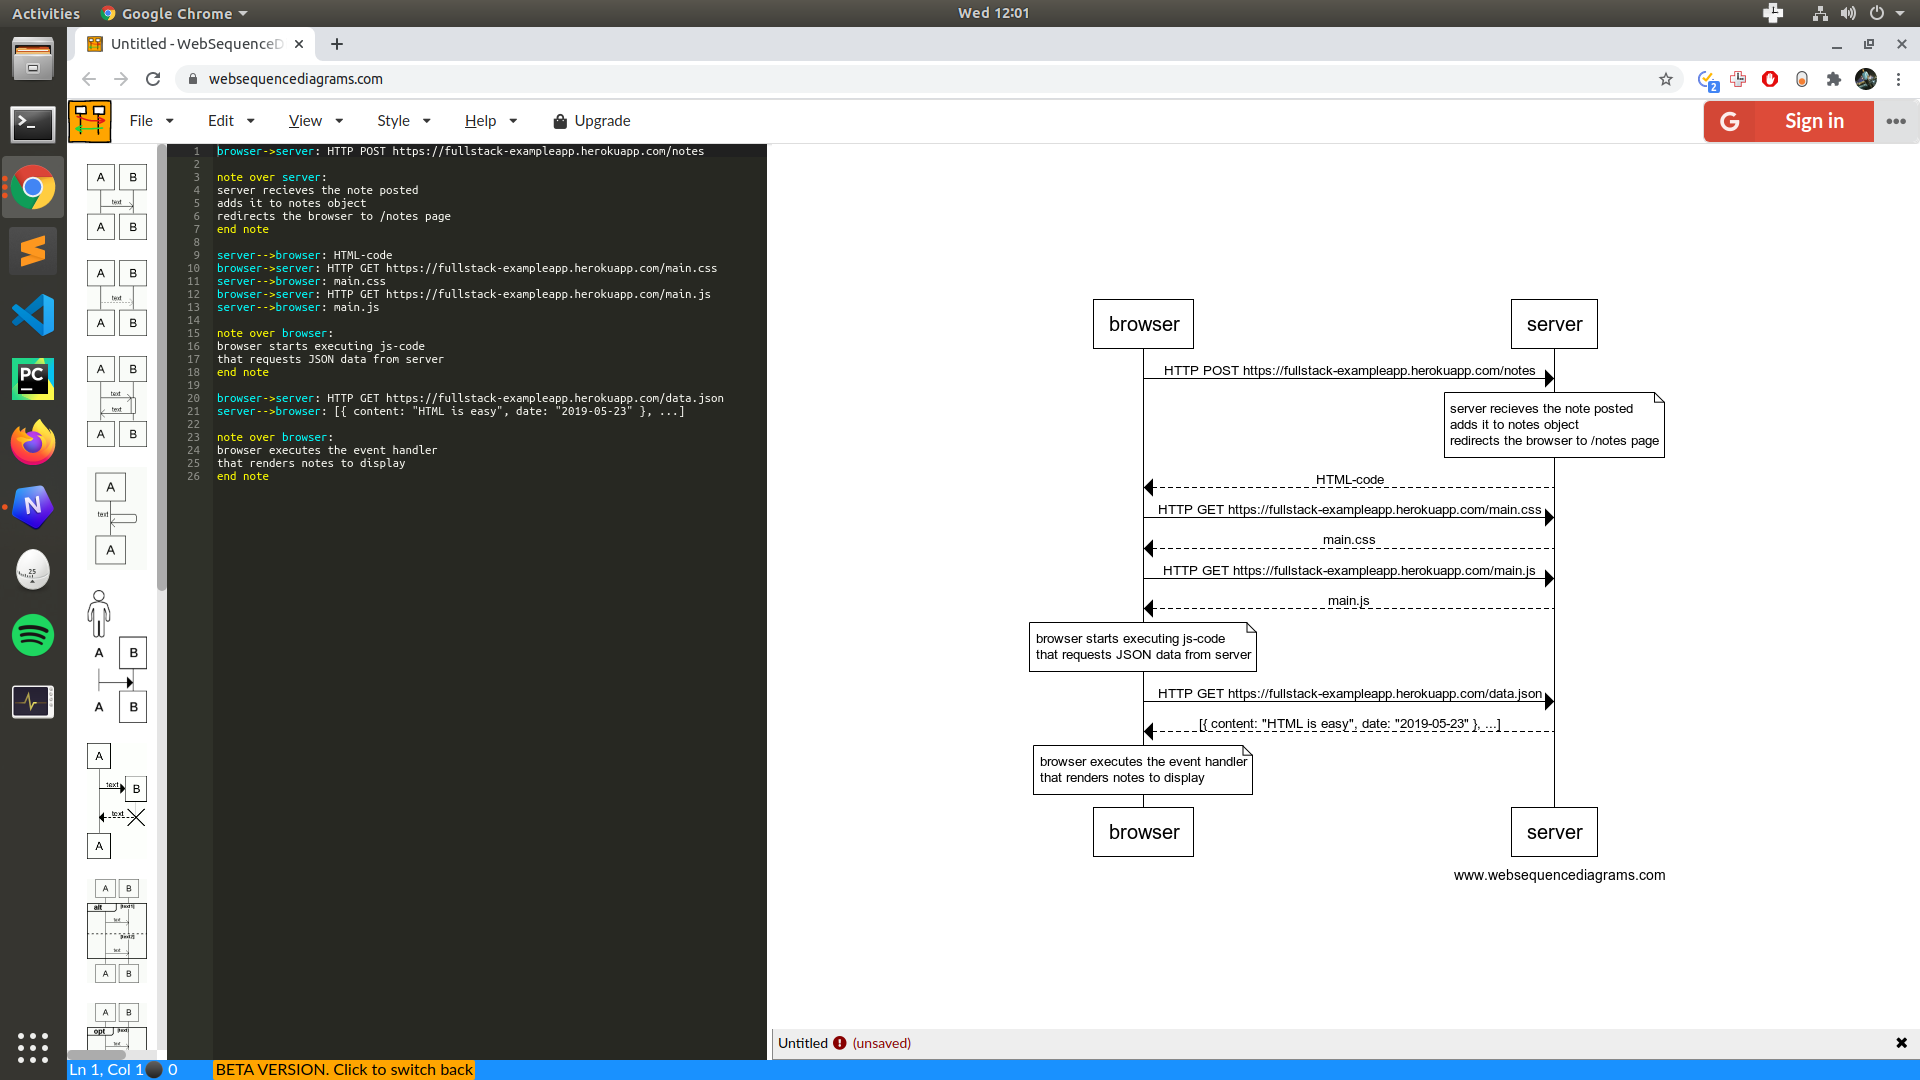 Activities
Google Chrome
Wed 12:01
Untitled - WebSequenceD
websequencediagrams.com
2
File
Edit
View
Style
Help
Upgrade
G
Sign in
A B
text
A B
A B
text
A B
A B
text
text
A B
A
text
A
A B
A B
A
text
B
text
A
A B
alt [text1]
text
[text2]
text
A B
A B
opt [text]
text
PC
N
25
1 browser->server: HTTP POST https://fullstack-exampleapp.herokuapp.com/notes
2
3 note over server:
4 server recieves the note posted
5 adds it to notes object
6 redirects the browser to /notes page
7 end note
8
9 server-->browser: HTML-code
10 browser->server: HTTP GET https://fullstack-exampleapp.herokuapp.com/main.css
11 server-->browser: main.css
12 browser->server: HTTP GET https://fullstack-exampleapp.herokuapp.com/main.js
13 server-->browser: main.js
14
15 note over browser:
16 browser starts executing js-code
17 that requests JSON data from server
18 end note
19
20 browser->server: HTTP GET https://fullstack-exampleapp.herokuapp.com/data.json
21 server-->browser: [{ content: "HTML is easy", date: "2019-05-23" }, ...]
22
23 note over browser:
24 browser executes the event handler
25 that renders notes to display
26 end note
browser server
HTTP POST https://fullstack-exampleapp.herokuapp.com/notes
server recieves the note posted
adds it to notes object
redirects the browser to /notes page
HTML-code
HTTP GET https://fullstack-exampleapp.herokuapp.com/main.css
main.css
HTTP GET https://fullstack-exampleapp.herokuapp.com/main.js
main.js
browser starts executing js-code
that requests JSON data from server
HTTP GET https://fullstack-exampleapp.herokuapp.com/data.json
[{ content: "HTML is easy", date: "2019-05-23" }, ...]
browser executes the event handler
that renders notes to display
browser server
www.websequencediagrams.com
Untitled (unsaved)
Ln 1, Col 1 0
BETA VERSION. Click to switch back